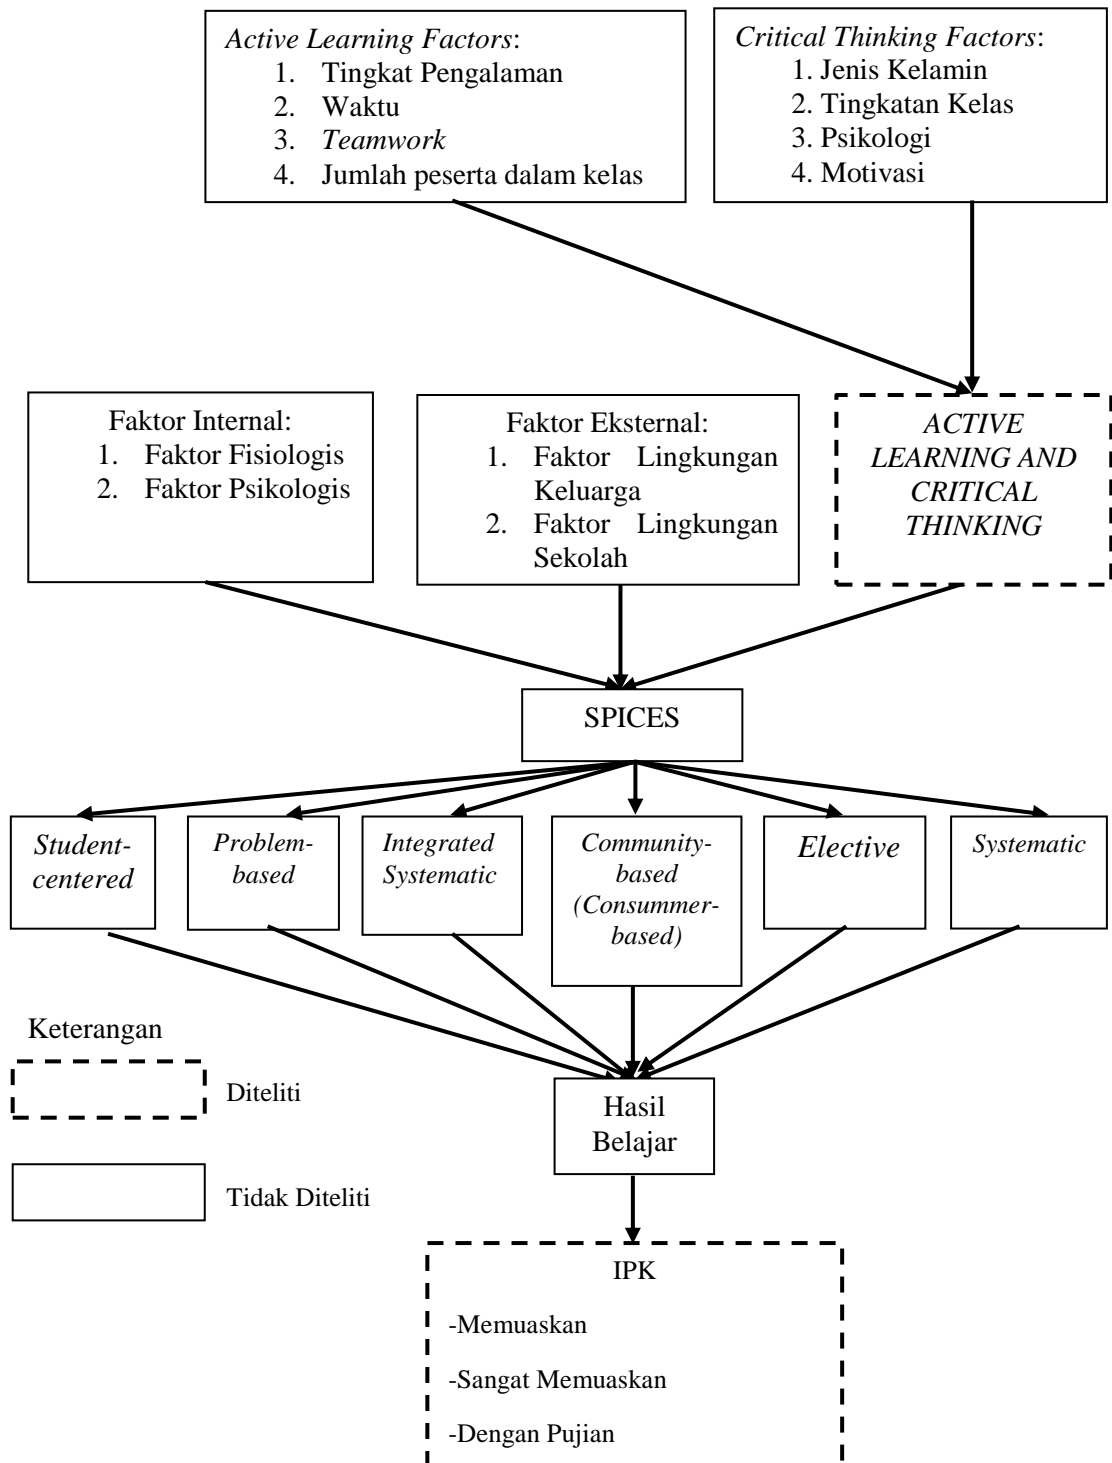 Active Learning Factors:
1. Tingkat Pengalaman
2. Waktu
3. Teamwork
4. Jumlah peserta dalam kelas
Critical Thinking Factors:
1. Jenis Kelamin
2. Tingkatan Kelas
3. Psikologi
4. Motivasi
Faktor Internal:
1. Faktor Fisiologis
2. Faktor Psikologis
Faktor Eksternal:
1. Faktor Lingkungan
Keluarga
2. Faktor Lingkungan
Sekolah
ACTIVE
LEARNING AND
CRITICAL
THINKING
SPICES
Student-
centered
Problem-
based
Integrated
Systematic
Community-
based
(Consummer-
based)
Elective
Systematic
Keterangan
Diteliti
Tidak Diteliti
Hasil
Belajar
IPK
-Memuaskan
-Sangat Memuaskan
-Dengan Pujian